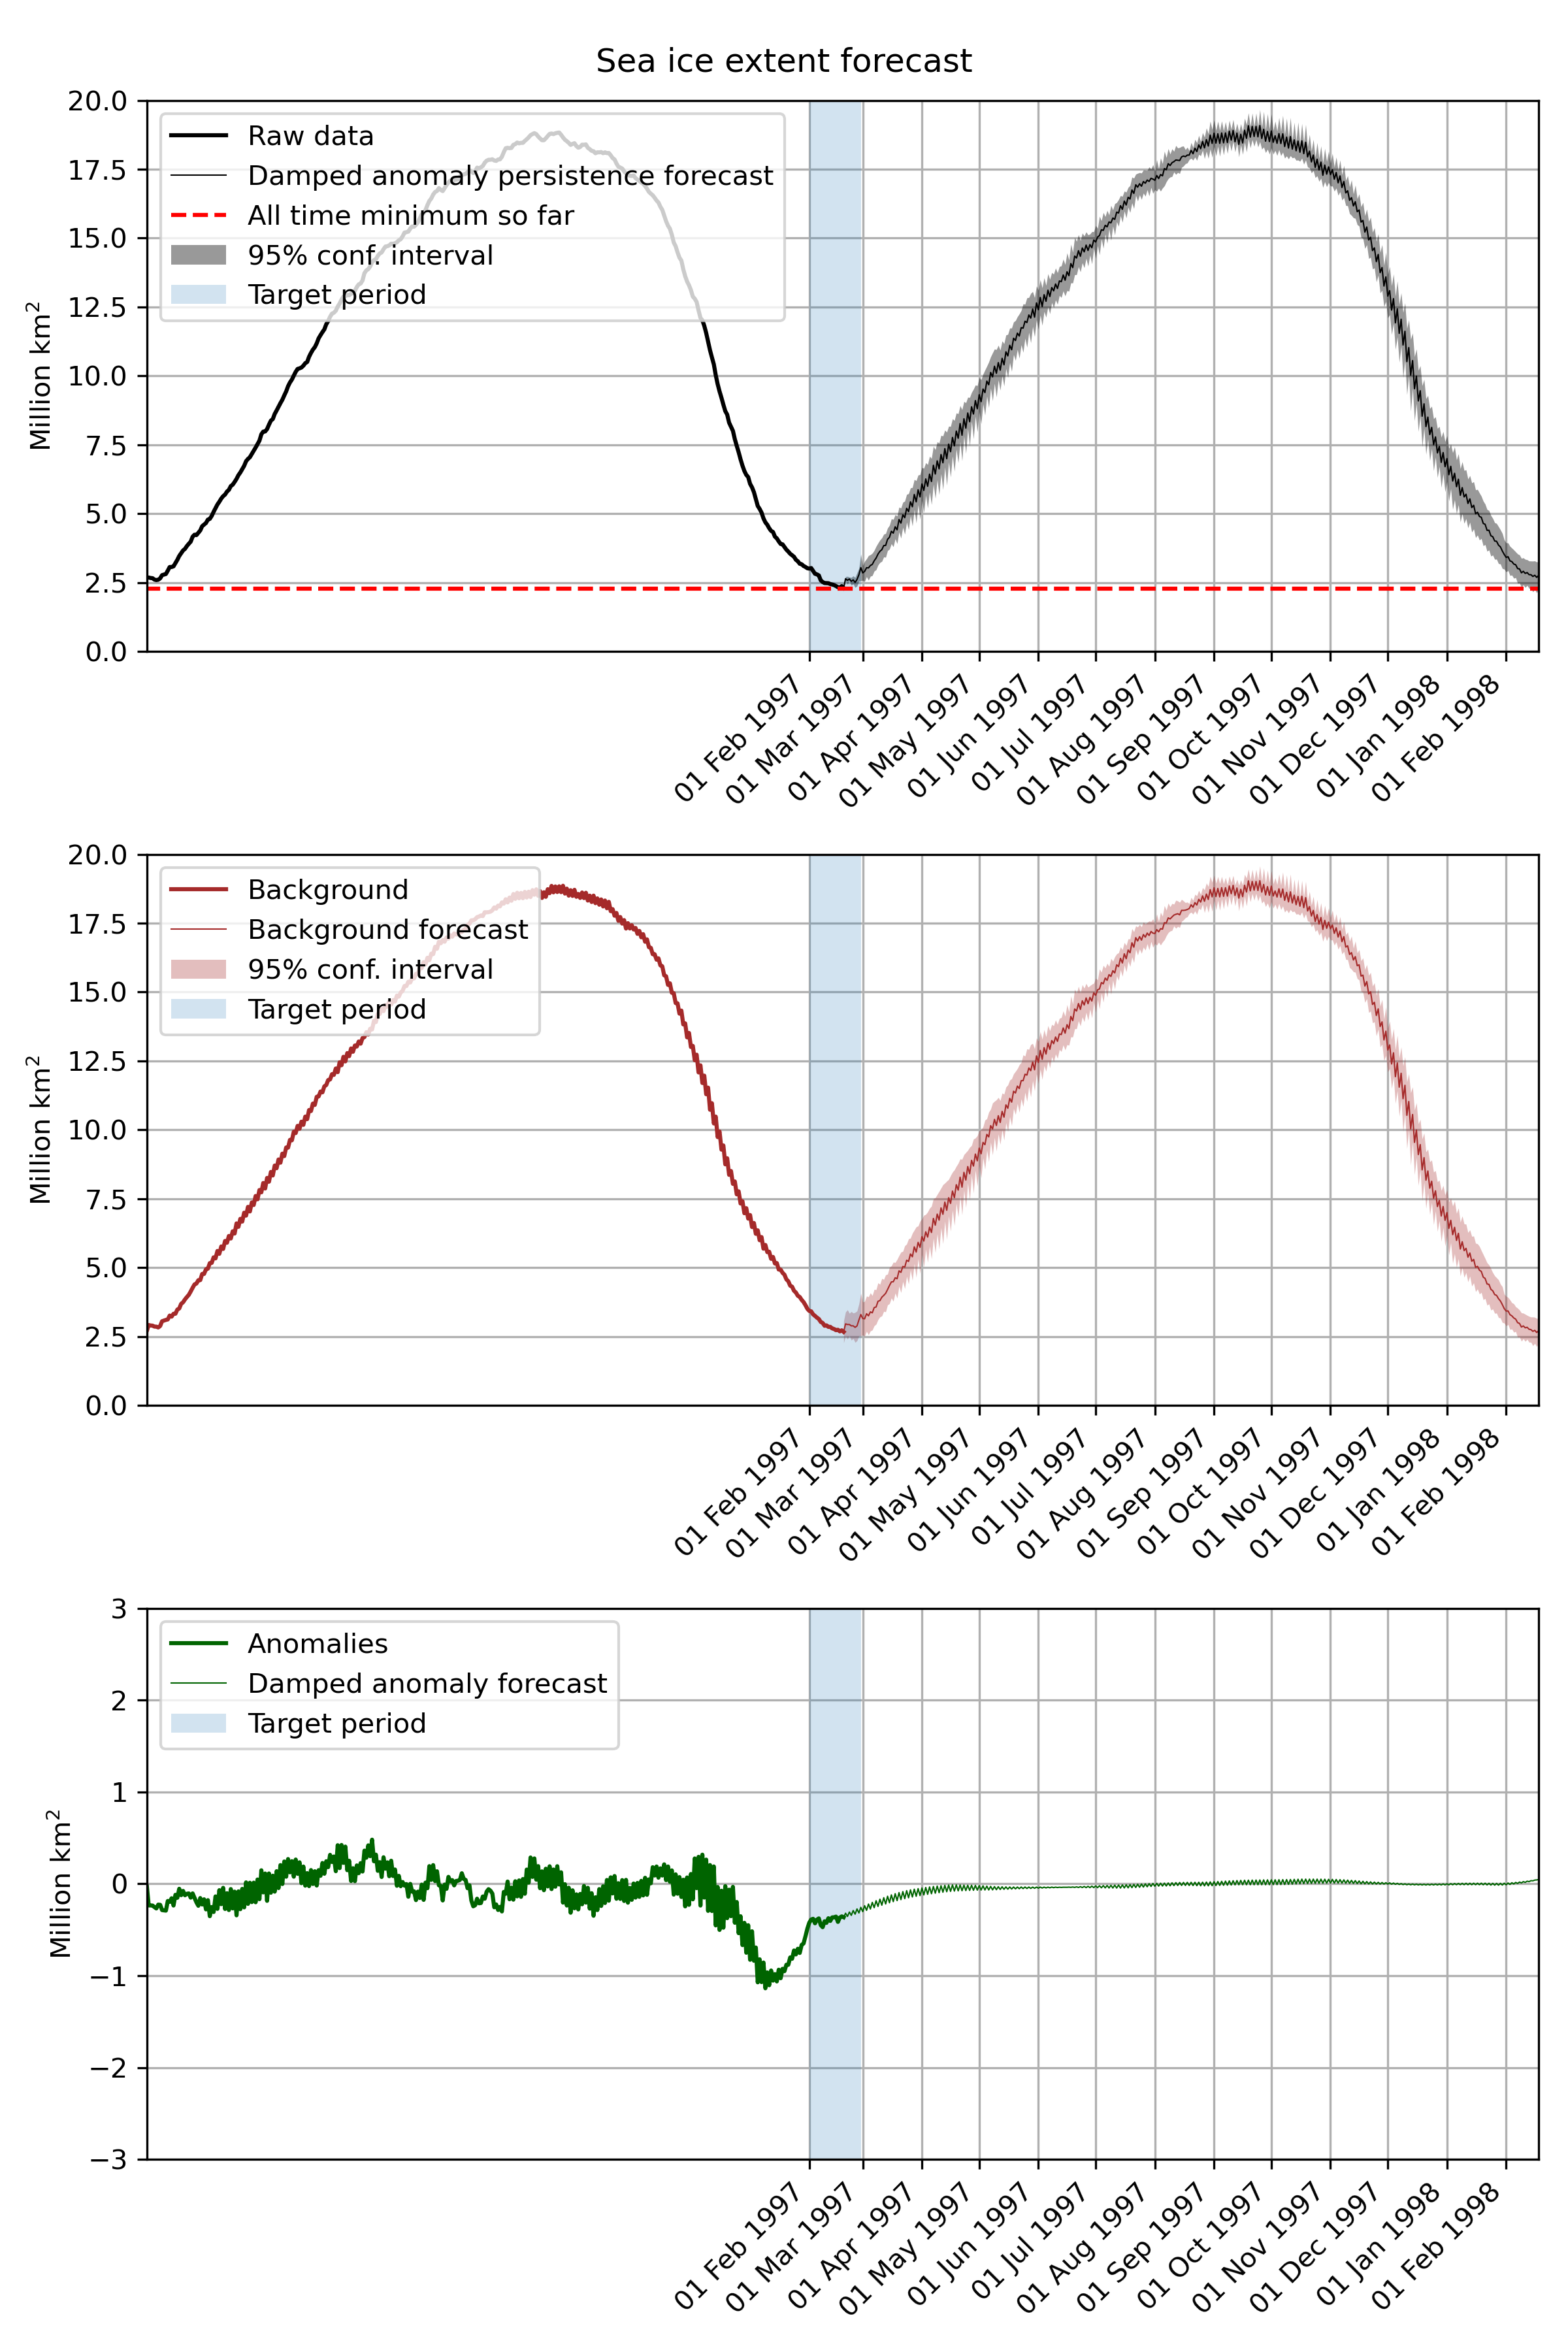 Sea ice extent forecast
20.0
17.5
15.0
12.5
10.0
7.5
5.0
2.5
0.0
Million km²
Raw data
Damped anomaly persistence forecast
All time minimum so far
95% conf. interval
Target period
01 Feb 1997
01 Mar 1997
01 Apr 1997
01 May 1997
01 Jun 1997
01 Jul 1997
01 Aug 1997
01 Sep 1997
01 Oct 1997
01 Nov 1997
01 Dec 1997
01 Jan 1998
01 Feb 1998
20.0
17.5
15.0
12.5
10.0
7.5
5.0
2.5
0.0
Million km²
Background
Background forecast
95% conf. interval
Target period
01 Feb 1997
01 Mar 1997
01 Apr 1997
01 May 1997
01 Jun 1997
01 Jul 1997
01 Aug 1997
01 Sep 1997
01 Oct 1997
01 Nov 1997
01 Dec 1997
01 Jan 1998
01 Feb 1998
3
2
1
0
−1
−2
−3
Million km²
Anomalies
Damped anomaly forecast
Target period
01 Feb 1997
01 Mar 1997
01 Apr 1997
01 May 1997
01 Jun 1997
01 Jul 1997
01 Aug 1997
01 Sep 1997
01 Oct 1997
01 Nov 1997
01 Dec 1997
01 Jan 1998
01 Feb 1998